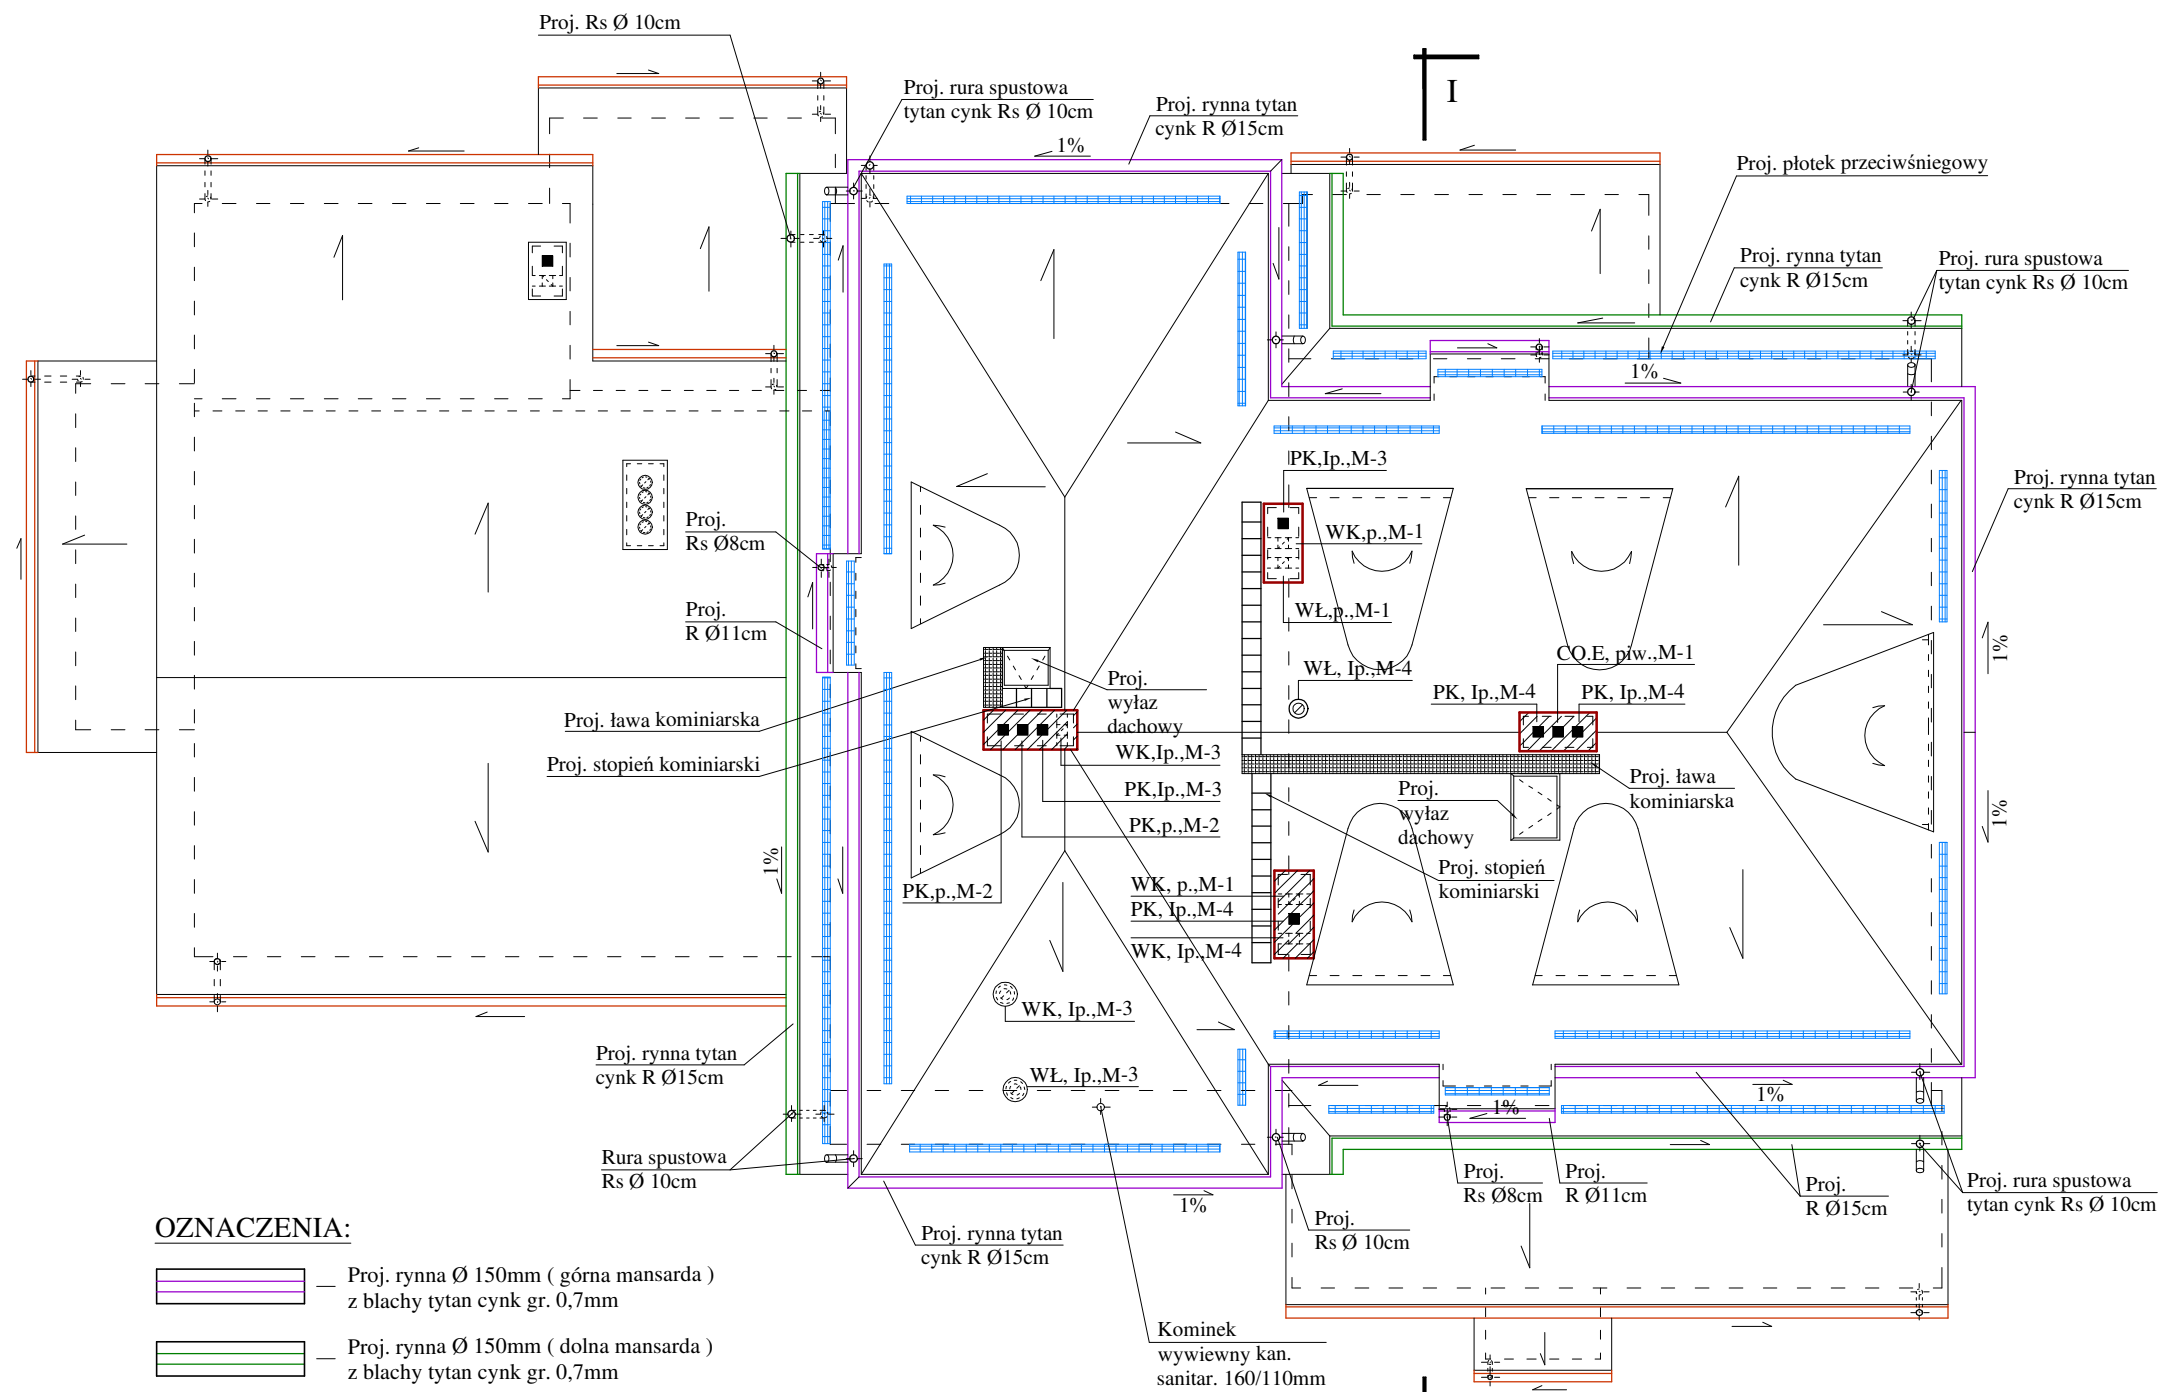 Proj. Rs Ø 10cm
Proj. rura spustowa
tytan cynk Rs Ø 10cm
Proj. rynna tytan
cynk R Ø15cm
1%
I
Proj. płotek przeciwśniegowy
Proj. rynna tytan
cynk R Ø15cm
Proj. rura spustowa
tytan cynk Rs Ø 10cm
1%
Proj. rynna tytan
cynk R Ø15cm
PK,Ip.,M-3
WK,p.,M-1
WŁ,p.,M-1
Proj.
Rs Ø8cm
Proj.
R Ø11cm
1%
CO.E, piw.,M-1
WŁ, Ip.,M-4
PK, Ip.,M-4
PK, Ip.,M-4
Proj.
wyłaz
dachowy
Proj. ława kominiarska
Proj. stopień kominiarski
WK,Ip.,M-3
PK,Ip.,M-3
PK,p.,M-2
PK,p.,M-2
Proj. ława
kominiarska
Proj.
wyłaz
dachowy
1%
1%
Proj. stopień
kominiarski
WK, p.,M-1
PK, Ip.,M-4
WK, Ip.,M-4
WK, Ip.,M-3
WŁ, Ip.,M-3
Proj. rynna tytan
cynk R Ø15cm
1%
1%
Rura spustowa
Rs Ø 10cm
Proj.
Rs Ø8cm
Proj.
R Ø11cm
Proj.
R Ø15cm
Proj. rura spustowa
tytan cynk Rs Ø 10cm
1%
Proj.
Rs Ø 10cm
Proj. rynna tytan
cynk R Ø15cm
OZNACZENIA:
Proj. rynna Ø 150mm ( górna mansarda )
z blachy tytan cynk gr. 0,7mm
Proj. rynna Ø 150mm ( dolna mansarda )
z blachy tytan cynk gr. 0,7mm
Kominek
wywiewny kan.
sanitar. 160/110mm